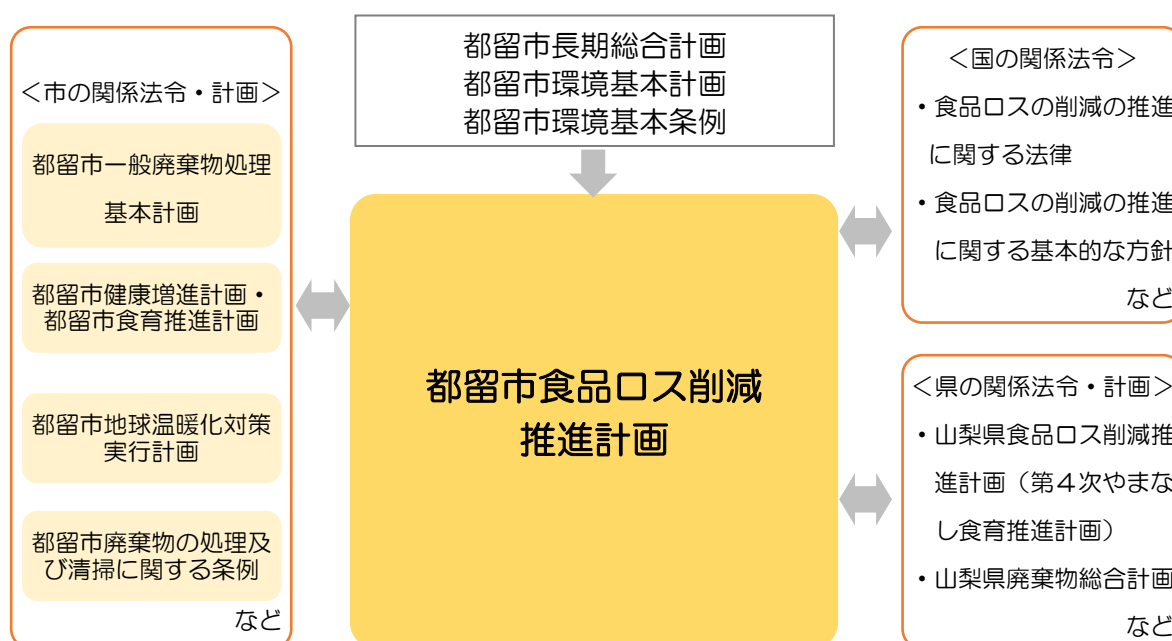 都留市長期総合計画
都留市環境基本計画
都留市環境基本条例
＜市の関係法令・計画＞
都留市一般廃棄物処理
基本計画
都留市健康増進計画・
都留市食育推進計画
都留市地球温暖化対策
実行計画
都留市廃棄物の処理及
び清掃に関する条例
など
都留市食品ロス削減
推進計画
＜国の関係法令＞
・食品ロスの削減の推進
に関する法律
・食品ロスの削減の推進
に関する基本的な方針
など
＜県の関係法令・計画＞
・山梨県食品ロス削減推
進計画（第４次やまな
し食育推進計画）
・山梨県廃棄物総合計画
など